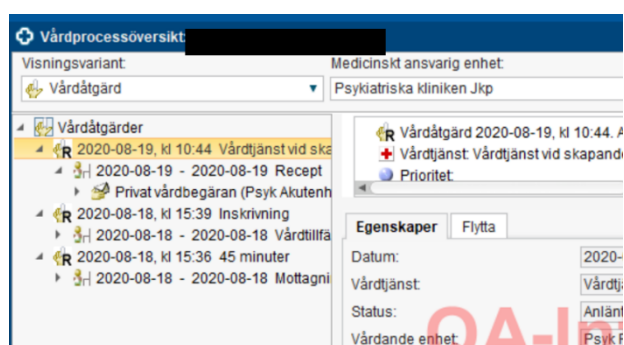 Vårdprocessöversikt:
Visningsvariant:
Medicinskt ansvarig enhet:
Vårdåtgärd
Psykiatriska kliniken Jkp
Vårdåtgärder
2020-08-19, kl 10:44 Vårdtjänst vid ska
2020-08-19 - 2020-08-19 Recept
Privat vårdbegäran (Psyk Akutenh
R 2020-08-18, kl 15:39 Inskrivning
2020-08-18 - 2020-08-18 Vårdtillfä
R 2020-08-18, kl 15:36 45 minuter
2020-08-18 - 2020-08-18 Mottagni
R Vårdåtgärd 2020-08-19, kl 10:44. A
Vårdtjänst: Vårdtjänst vid skapande
Prioritet:
Egenskaper
Flytta
Datum:
2020-
Vårdtjänst:
Vårdtjä
Status:
Anlänt
Vårdande enhet:
Psyk
QA-Int